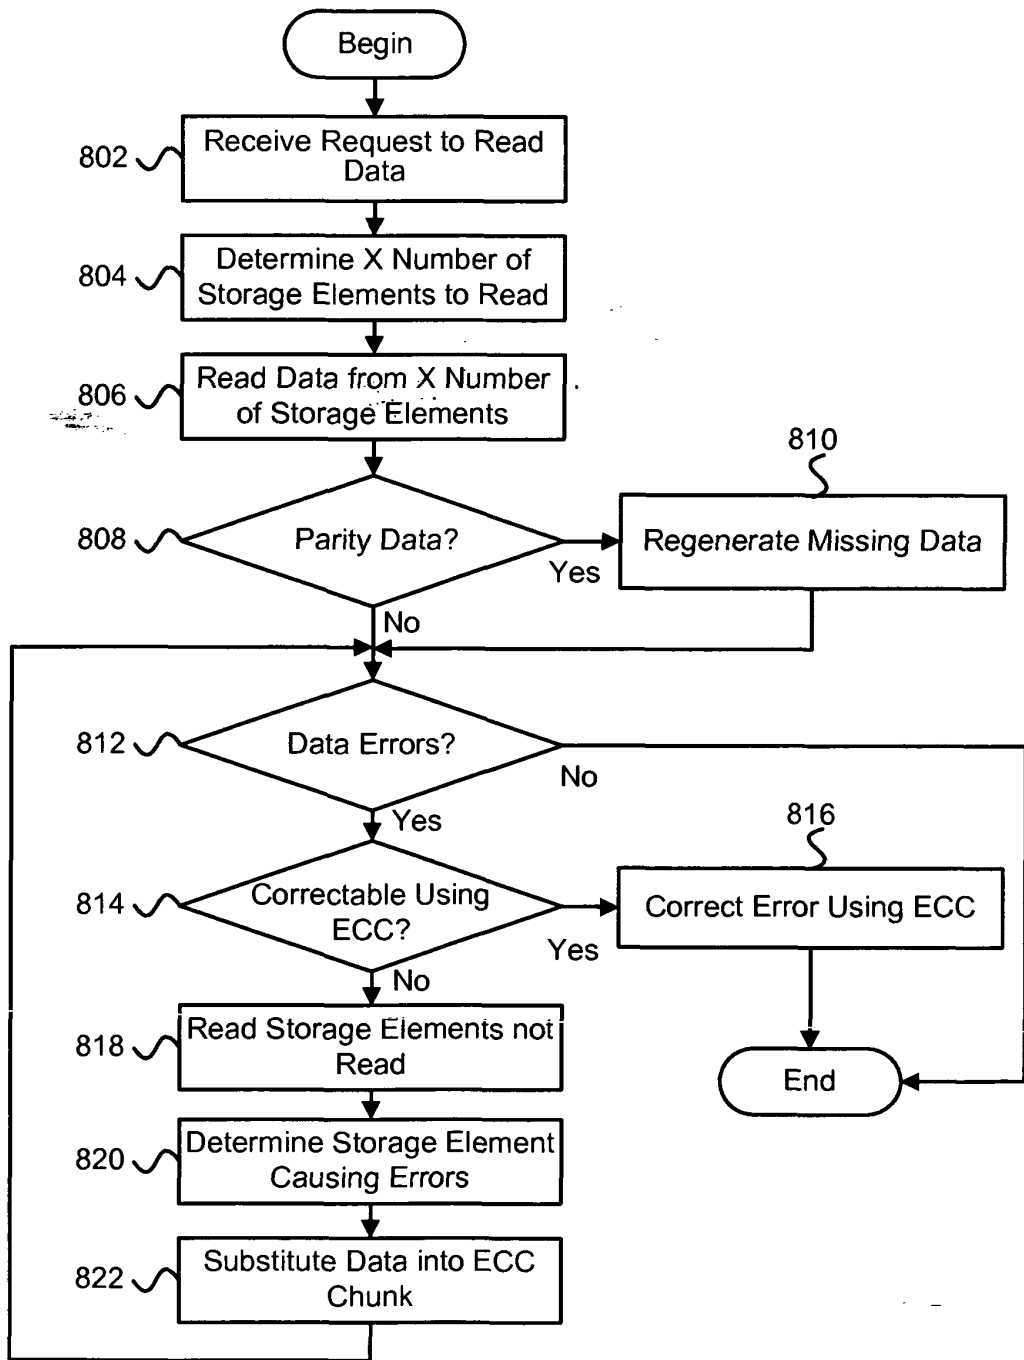 Begin
802
Receive Request to Read
Data
804
Determine X Number of
Storage Elements to Read
806
Read Data from X Number
of Storage Elements
808
Parity Data?
Yes
810
Regenerate Missing Data
No
812
Data Errors?
No
Yes
814
Correctable Using
ECC?
Yes
816
Correct Error Using ECC
No
818
Read Storage Elements not
Read
End
820
Determine Storage Element
Causing Errors
822
Substitute Data into ECC
Chunk